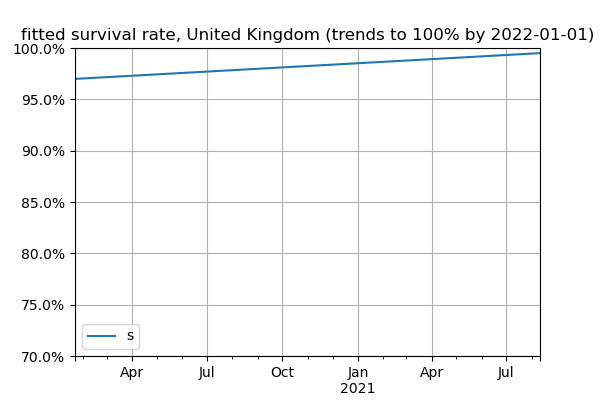 fitted survival rate, United Kingdom (trends to 100% by 2022-01-01)
100.0%
95.0%
90.0%
85.0%
80.0%
75.0%
70.0%
s
Apr Jul Oct Jan Apr Jul
2021